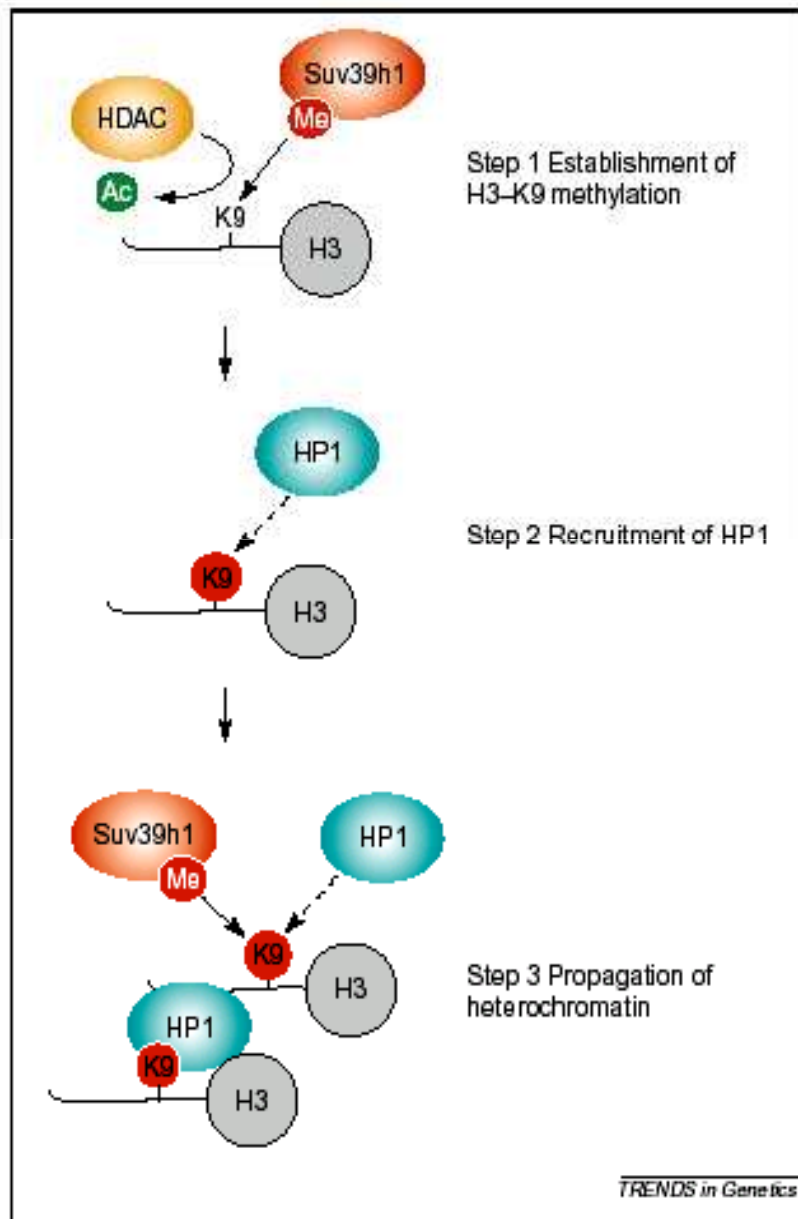 Suv39h1
HDAC
Me
Ac
K9
H3
Step 1 Establishment of
H3–K9 methylation
HP1
K9
H3
Step 2 Recruitment of HP1
Suv39h1
HP1
Me
K9
H3
HP1
K9
H3
Step 3 Propagation of
heterochromatin
TRENDS in Genetics